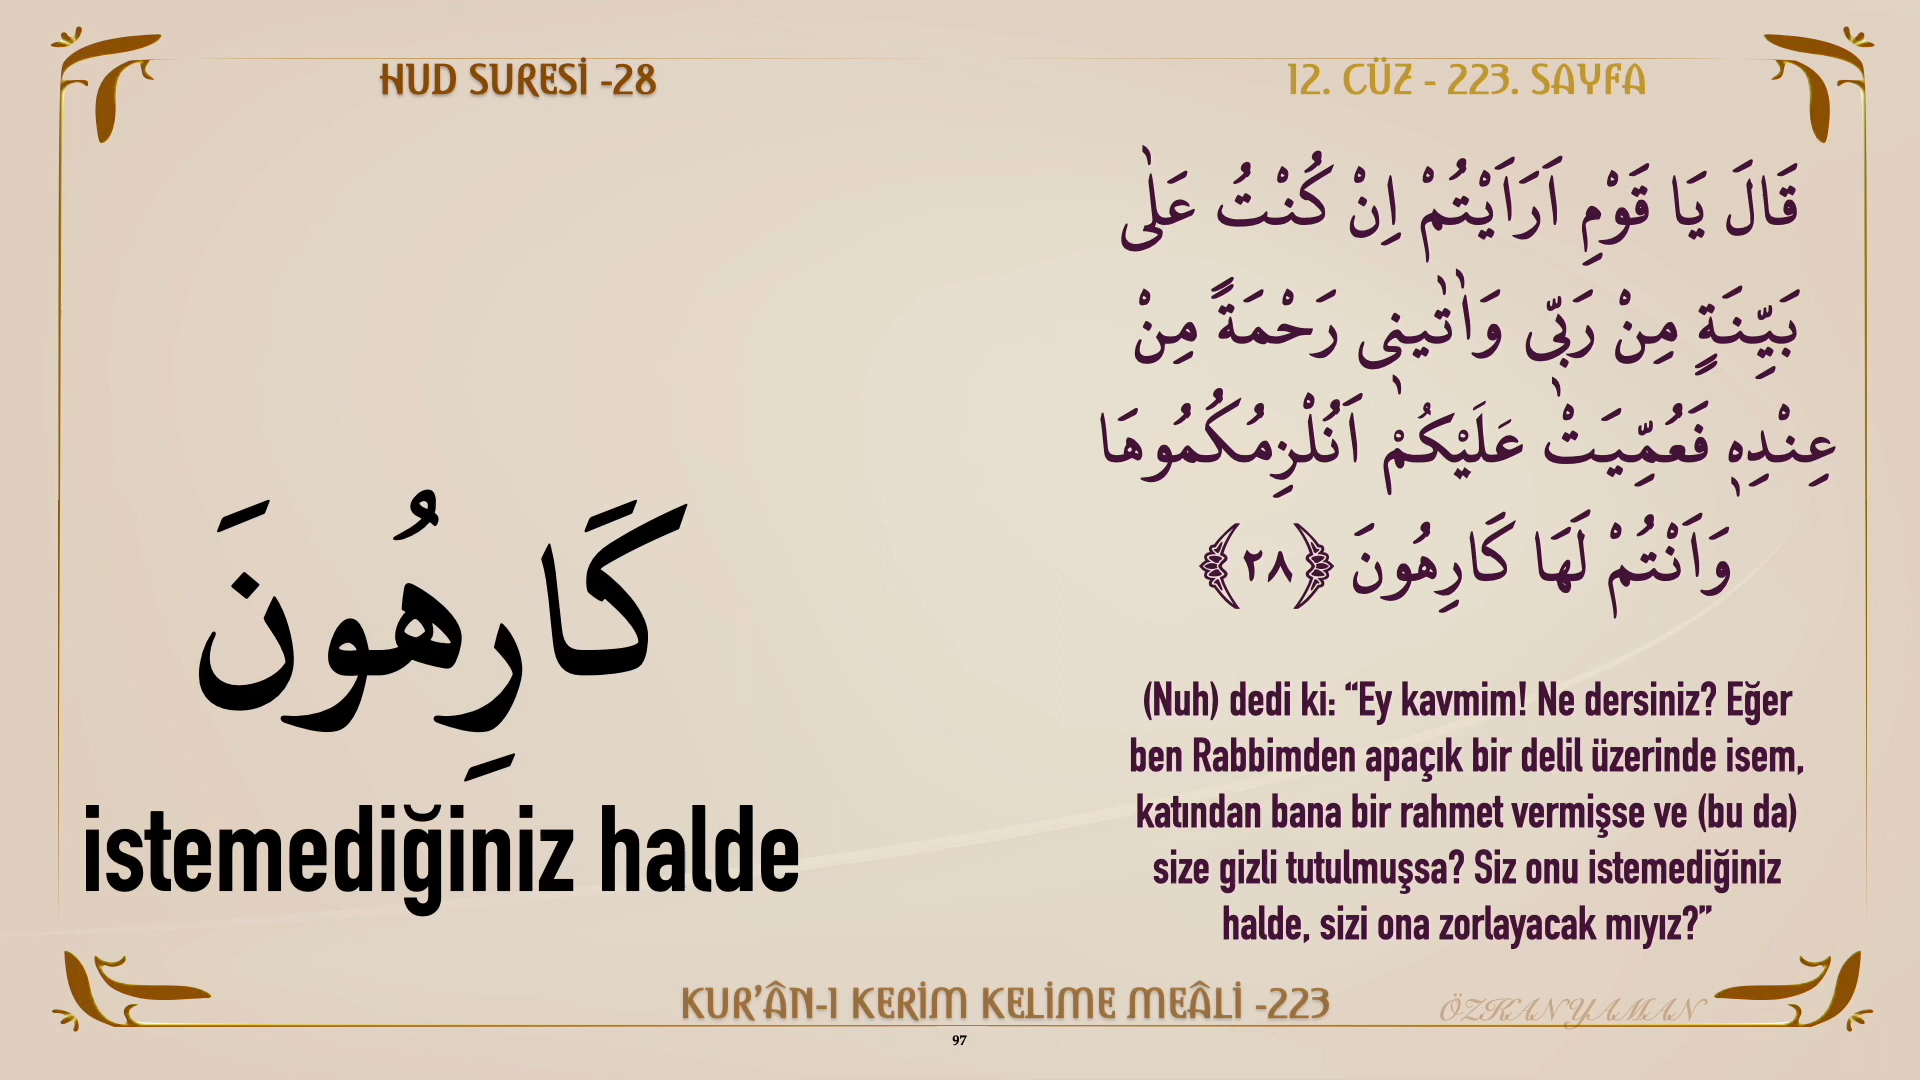 HUD SURESİ -28
12. CÜZ - 223. SAYFA
قَالَ يَا قَوْمِ اَرَاَيْتُمْ اِنْ كُنْتُ عَلٰى
بَيِّنَةٍ مِنْ رَبّٖى وَاٰتٰينٖى رَحْمَةً مِنْ
عِنْدِهٖ فَعُمِّيَتْ عَلَيْكُمْ اَنُلْزِمُكُمُوهَا
وَاَنْتُمْ لَهَا كَارِهُونَ ﴿٢٨﴾
كَارِهُونَ
istemediğiniz halde
(Nuh) dedi ki: “Ey kavmim! Ne dersiniz? Eğer
ben Rabbimden apaçık bir delil üzerinde isem,
katından bana bir rahmet vermişse ve (bu da)
size gizli tutulmuşsa? Siz onu istemediğiniz
halde, sizi ona zorlayacak mıyız?”
KUR’ÂN-I KERİM KELİME MEÂLİ -223
ÖZKAN YAMAN
97